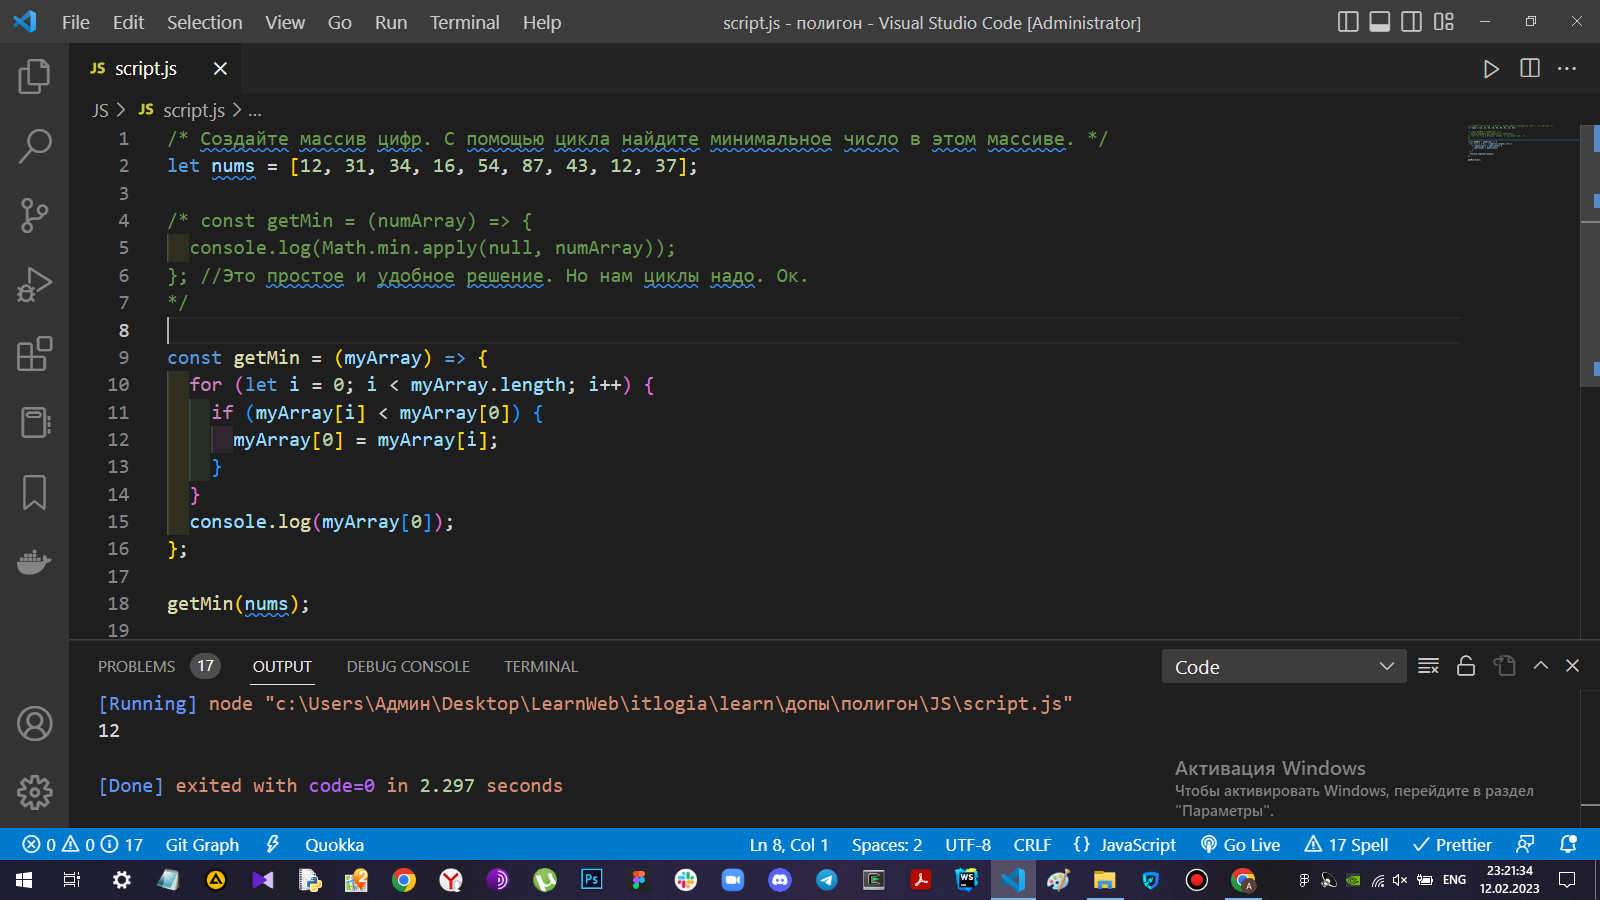 File Edit Selection View Go Run Terminal Help script.js - полигон - Visual Studio Code [Administrator]
JS script.js
JS > JS script.js > ...
1 /* Создайте массив цифр. С помощью цикла найдите минимальное число в этом массиве. */
2 let nums = [12, 31, 34, 16, 54, 87, 43, 12, 37];
3
4 /* const getMin = (numArray) => {
5 console.log(Math.min.apply(null, numArray));
6 }; //Это простое и удобное решение. Но нам циклы надо. Ок.
7 */
8
9 const getMin = (myArray) => {
10 for (let i = 0; i < myArray.length; i++) {
11 if (myArray[i] < myArray[0]) {
12 myArray[0] = myArray[i];
13 }
14 }
15 console.log(myArray[0]);
16 };
17
18 getMin(nums);
19
PROBLEMS 17 OUTPUT DEBUG CONSOLE TERMINAL Code
[Running] node "c:\Users\Админ\Desktop\LearnWeb\itlogia\learn\допы\полигон\JS\script.js"
12
[Done] exited with code=0 in 2.297 seconds
Активация Windows
Чтобы активировать Windows, перейдите в раздел
"Параметры".
0 0 17 Git Graph Quokka Ln 8, Col 1 Spaces: 2 UTF-8 CRLF {} JavaScript Go Live 17 Spell Prettier
Ps WS ENG 23:21:34
12.02.2023